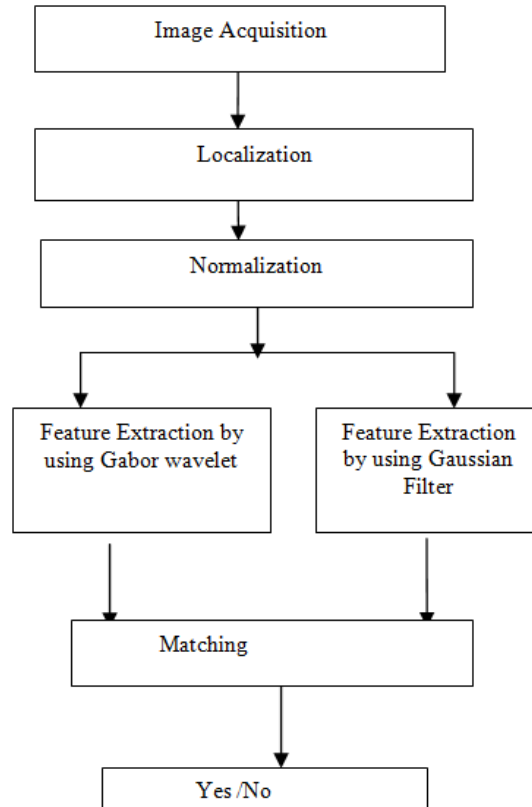 Image Acquisition
Localization
Normalization
Feature Extraction by
using Gabor wavelet
Feature Extraction
by using Gaussian
Filter
Matching
Yes /No